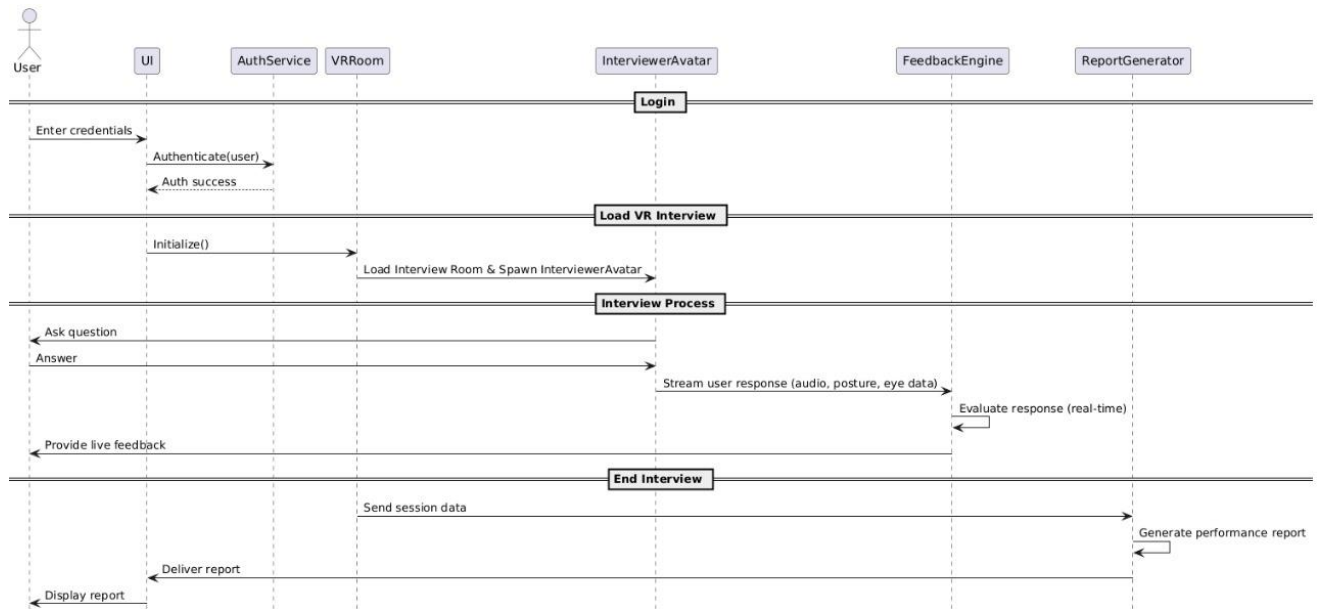 User
UI
AuthService
VRRoom
InterviewerAvatar
FeedbackEngine
ReportGenerator
Login
Enter credentials
Authenticate(user)
Auth success
Load VR Interview
Initialize()
Load Interview Room & Spawn InterviewerAvatar
Interview Process
Ask question
Answer
Stream user response (audio, posture, eye data)
Evaluate response (real-time)
Provide live feedback
End Interview
Send session data
Generate performance report
Deliver report
Display report